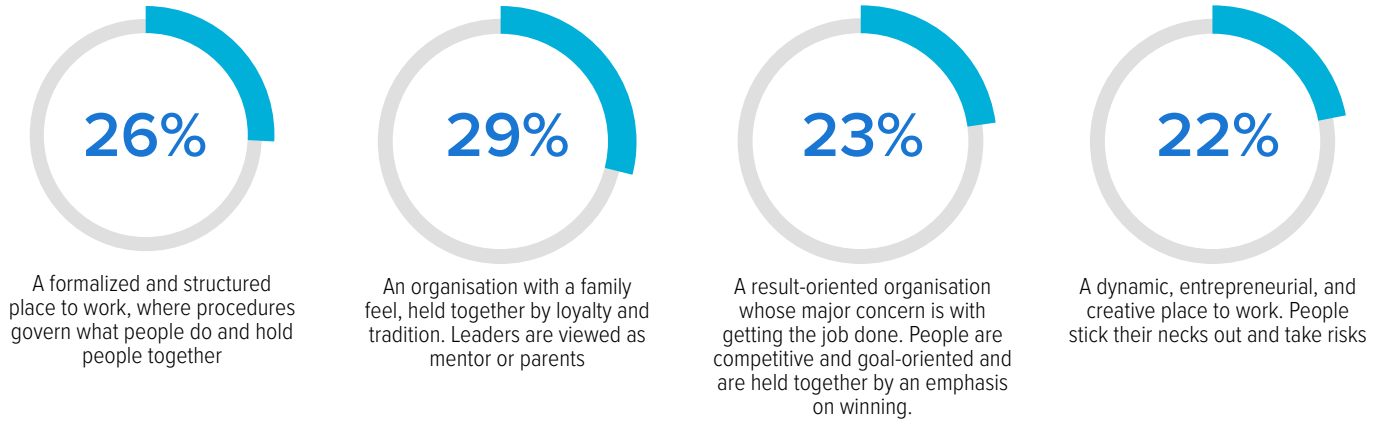 26%
A formalized and structured
place to work, where procedures
govern what people do and hold
people together
29%
An organisation with a family
feel, held together by loyalty and
tradition. Leaders are viewed as
mentor or parents
23%
A result-oriented organisation
whose major concern is with
getting the job done. People are
competitive and goal-oriented and
are held together by an emphasis
on winning.
22%
A dynamic, entrepreneurial, and
creative place to work. People
stick their necks out and take risks